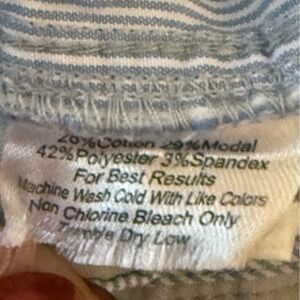 26%Cotton 29%Modal
42%Polyester 3%Spandex
For Best Results
Machine Wash Cold With Like Colors
Non Chlorine Bleach Only
Tumble Dry Low